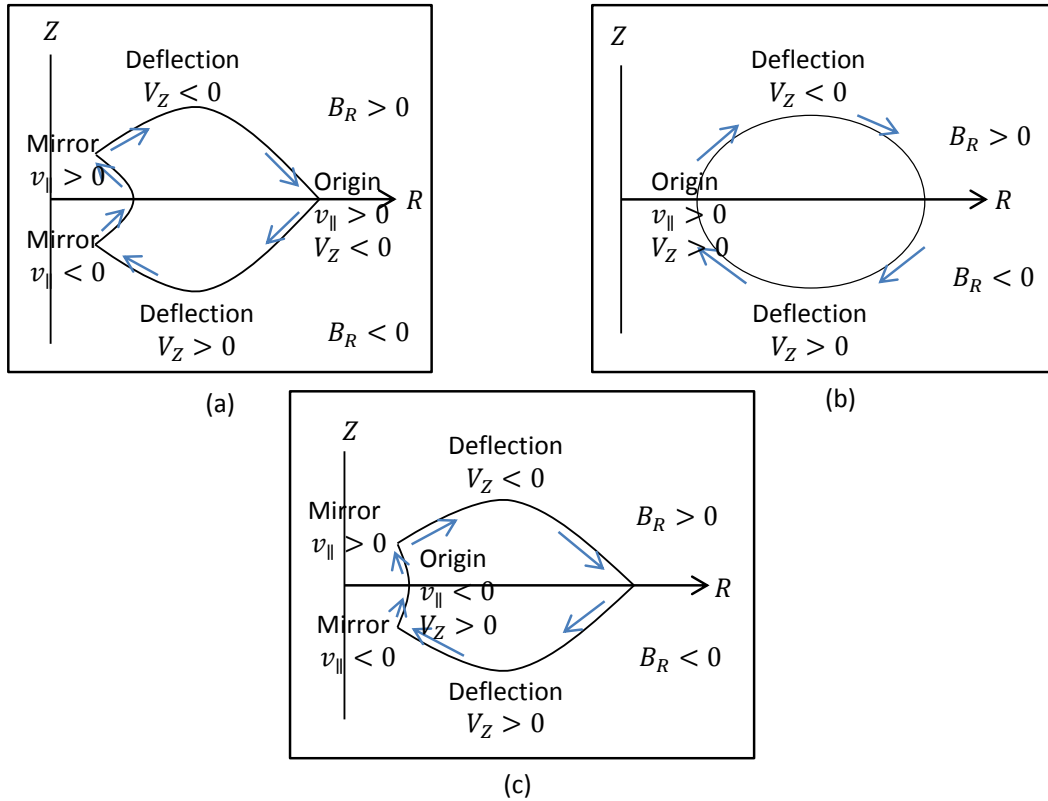 Z
Deflection
V_Z < 0
B_R > 0
Mirror
v_∥ > 0
Origin
R
v_∥ > 0
Mirror
V_Z < 0
v_∥ < 0
Deflection
V_Z > 0
B_R < 0
(a)
Z
Deflection
V_Z < 0
B_R > 0
Origin
R
v_∥ > 0
V_Z > 0
B_R < 0
Deflection
V_Z > 0
(b)
Z
Deflection
V_Z < 0
Mirror
B_R > 0
v_∥ > 0
Origin
v_∥ < 0
R
Mirror
V_Z > 0
v_∥ < 0
B_R < 0
Deflection
V_Z > 0
(c)